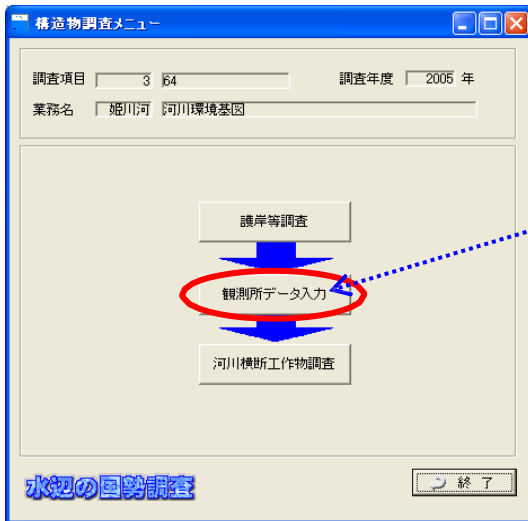 構造物調査メニュー
調査項目 3 64 調査年度 2005 年
業務名 姫川河 河川環境基図
護岸等調査
観測所データ入力
河川横断工作物調査
水辺の国勢調査
終 了